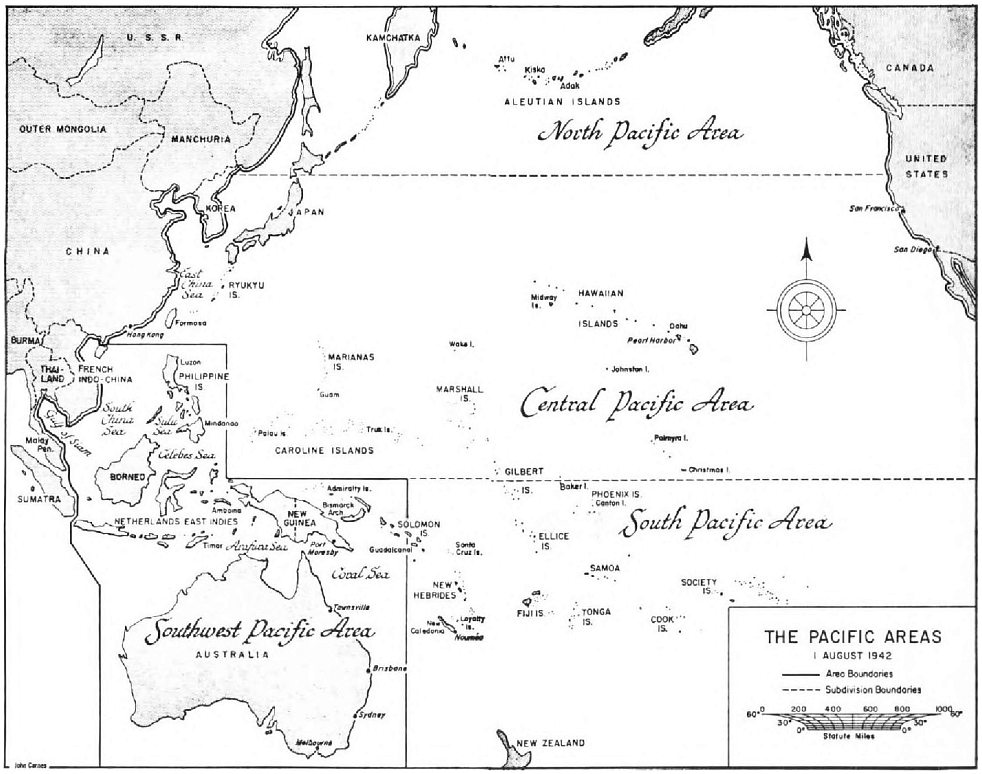 U. S. S. R.
KAMCHATKA
Attu
Kiska
Adak
ALEUTIAN ISLANDS
CANADA
North Pacific Area
OUTER MONGOLIA
MANCHURIA
UNITED
STATES
KOREA
JAPAN
San Francisco
San Diego
CHINA
East
China
Sea
RYUKYU
IS.
Formosa
Hong Kong
Midway
Is.
HAWAIIAN
ISLANDS
Oahu
Pearl Harbor
BURMA
THAI-
LAND
FRENCH
INDO-CHINA
Luzon
PHILIPPINE
IS
MARIANAS
IS.
Guam
Wake I.
Johnston I.
MARSHALL
IS.
Central Pacific Area
South
China
Sea
Gulf of Siam
Sulu
Sea
Mindanao
Palau Is
Truk Is.
CAROLINE ISLANDS
Palmyra I.
Christmas I.
Malay
Pen.
Celebes Sea
BORNEO
SUMATRA
GILBERT
IS.
Baker I.
PHOENIX IS.
Canton I.
South Pacific Area
Admiralty Is.
Bismarck
Arch
NEW
GUINEA
Amboina
NETHERLANDS EAST INDIES
Timor
Arafura Sea
Port
Moresby
SOLOMON
IS.
Guadalcanal
Santa
Cruz Is.
ELLICE
IS.
Coral Sea
SAMOA
SOCIETY
IS.
NEW
HEBRIDES
Townsville
New
Caledonia
Loyalty
Is.
Nouméa
FIJI IS.
TONGA
IS.
COOK
IS.
Southwest Pacific Area
AUSTRALIA
Brisbane
Sydney
Melbourne
NEW ZEALAND
THE PACIFIC AREAS
1 AUGUST 1942
Area Boundaries
Subdivision Boundaries
0 200 400 600 800 1000
60° 60°
30° 30°
0° 0°
Statute Miles
John Carnes